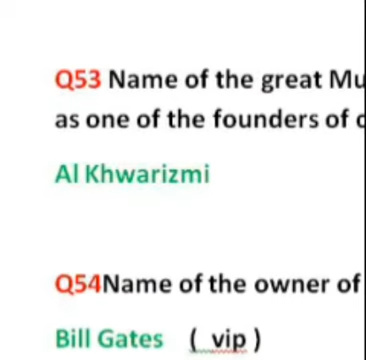 Q53 Name of the great Mu
as one of the founders of
Al Khwarizmi
Q54Name of the owner of
Bill Gates ( vip )